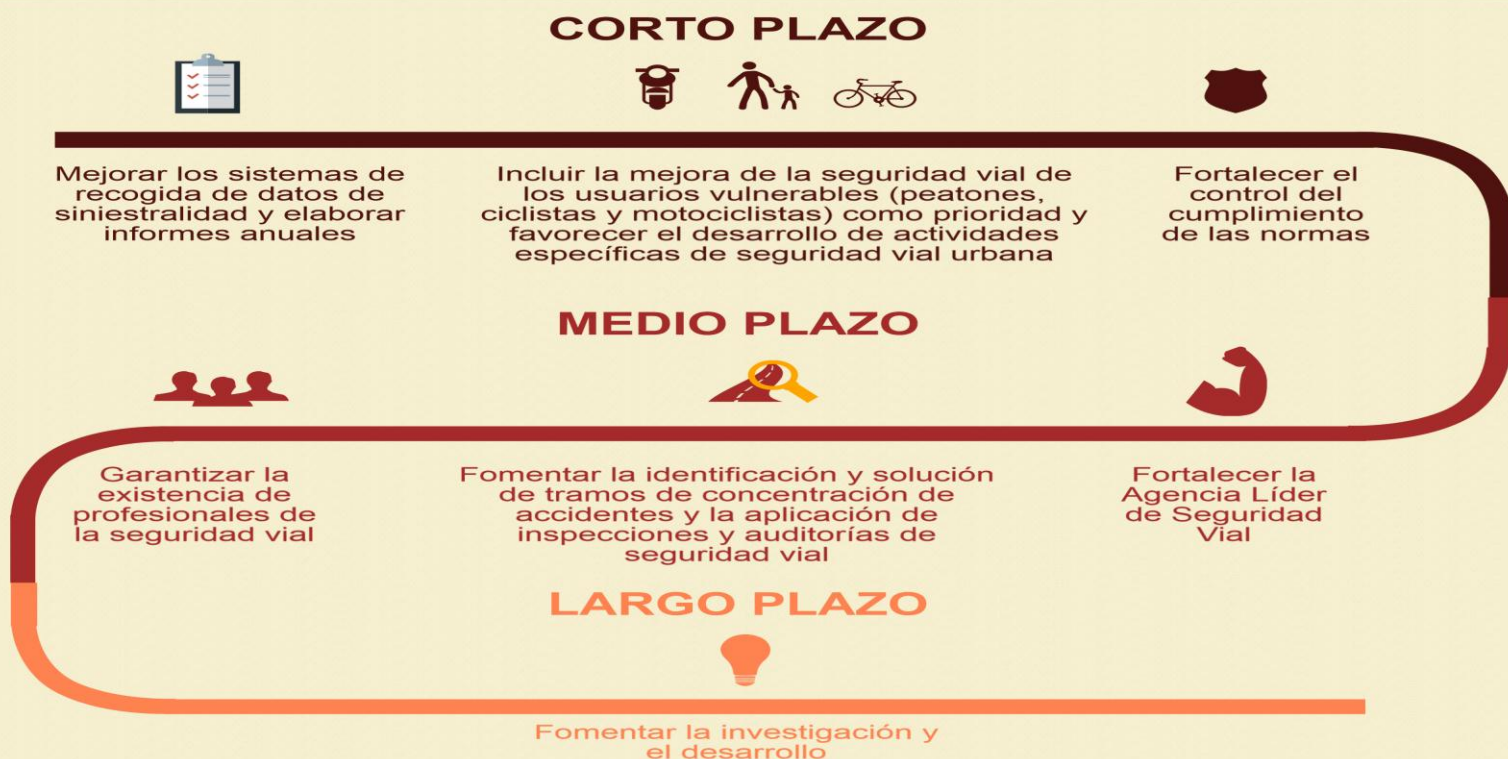 CORTO PLAZO
Mejorar los sistemas de
recogida de datos de
siniestralidad y elaborar
informes anuales
Incluir la mejora de la seguridad vial de
los usuarios vulnerables (peatones,
ciclistas y motociclistas) como prioridad y
favorecer el desarrollo de actividades
específicas de seguridad vial urbana
Fortalecer el
control del
cumplimiento
de las normas
MEDIO PLAZO
Garantizar la
existencia de
profesionales de
la seguridad vial
Fomentar la identificación y solución
de tramos de concentración de
accidentes y la aplicación de
inspecciones y auditorías de
seguridad vial
Fortalecer la
Agencia Líder
de Seguridad
Vial
LARGO PLAZO
Fomentar la investigación y
el desarrollo